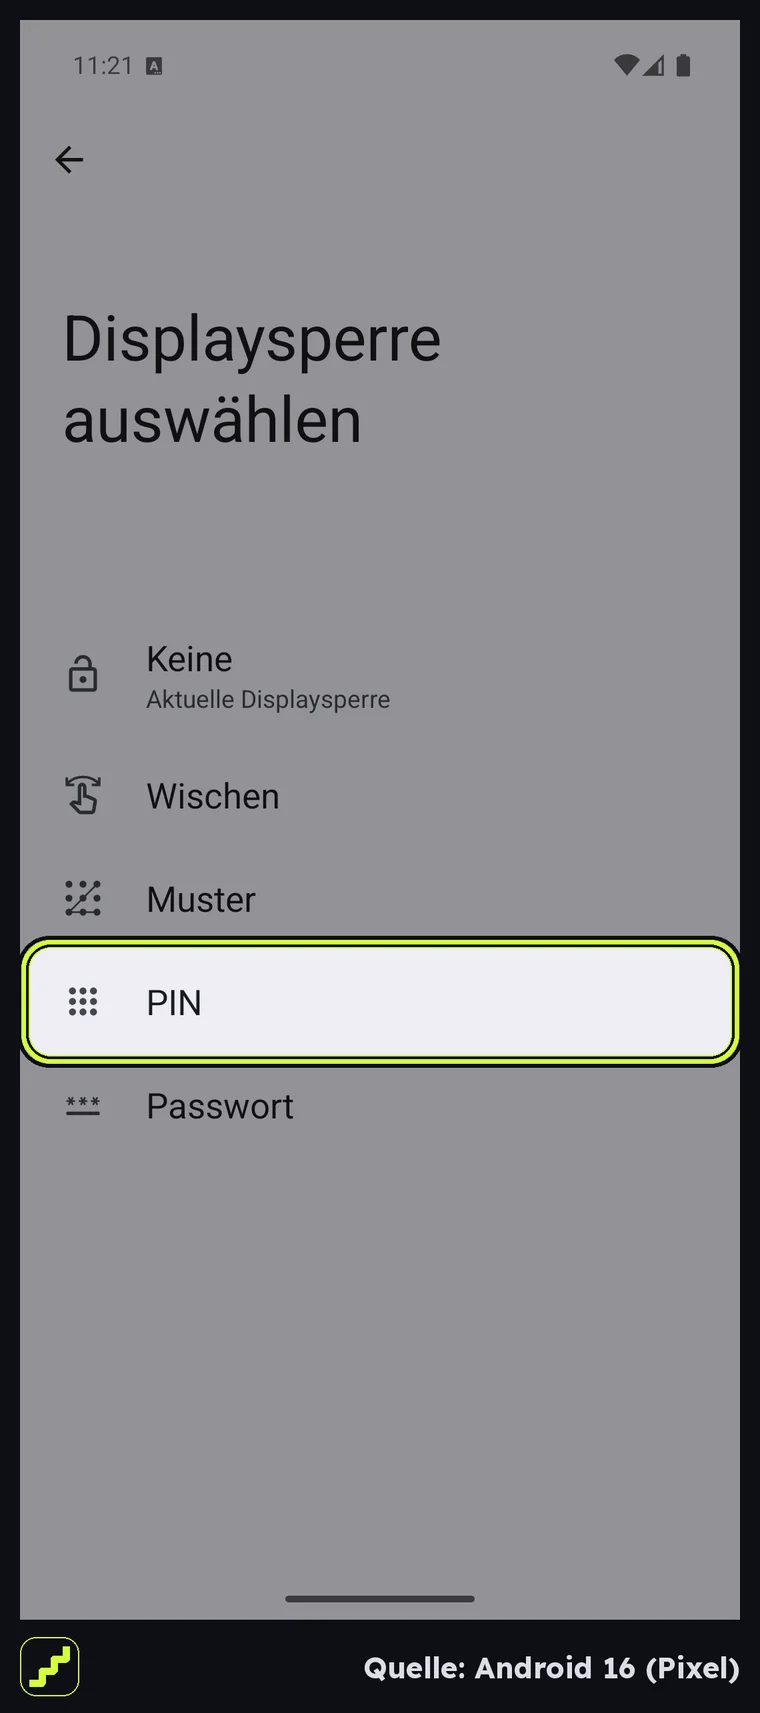 11:21 A
Displaysperre
auswählen
Keine
Aktuelle Displaysperre
Wischen
Muster
PIN
*** Passwort
Quelle: Android 16 (Pixel)